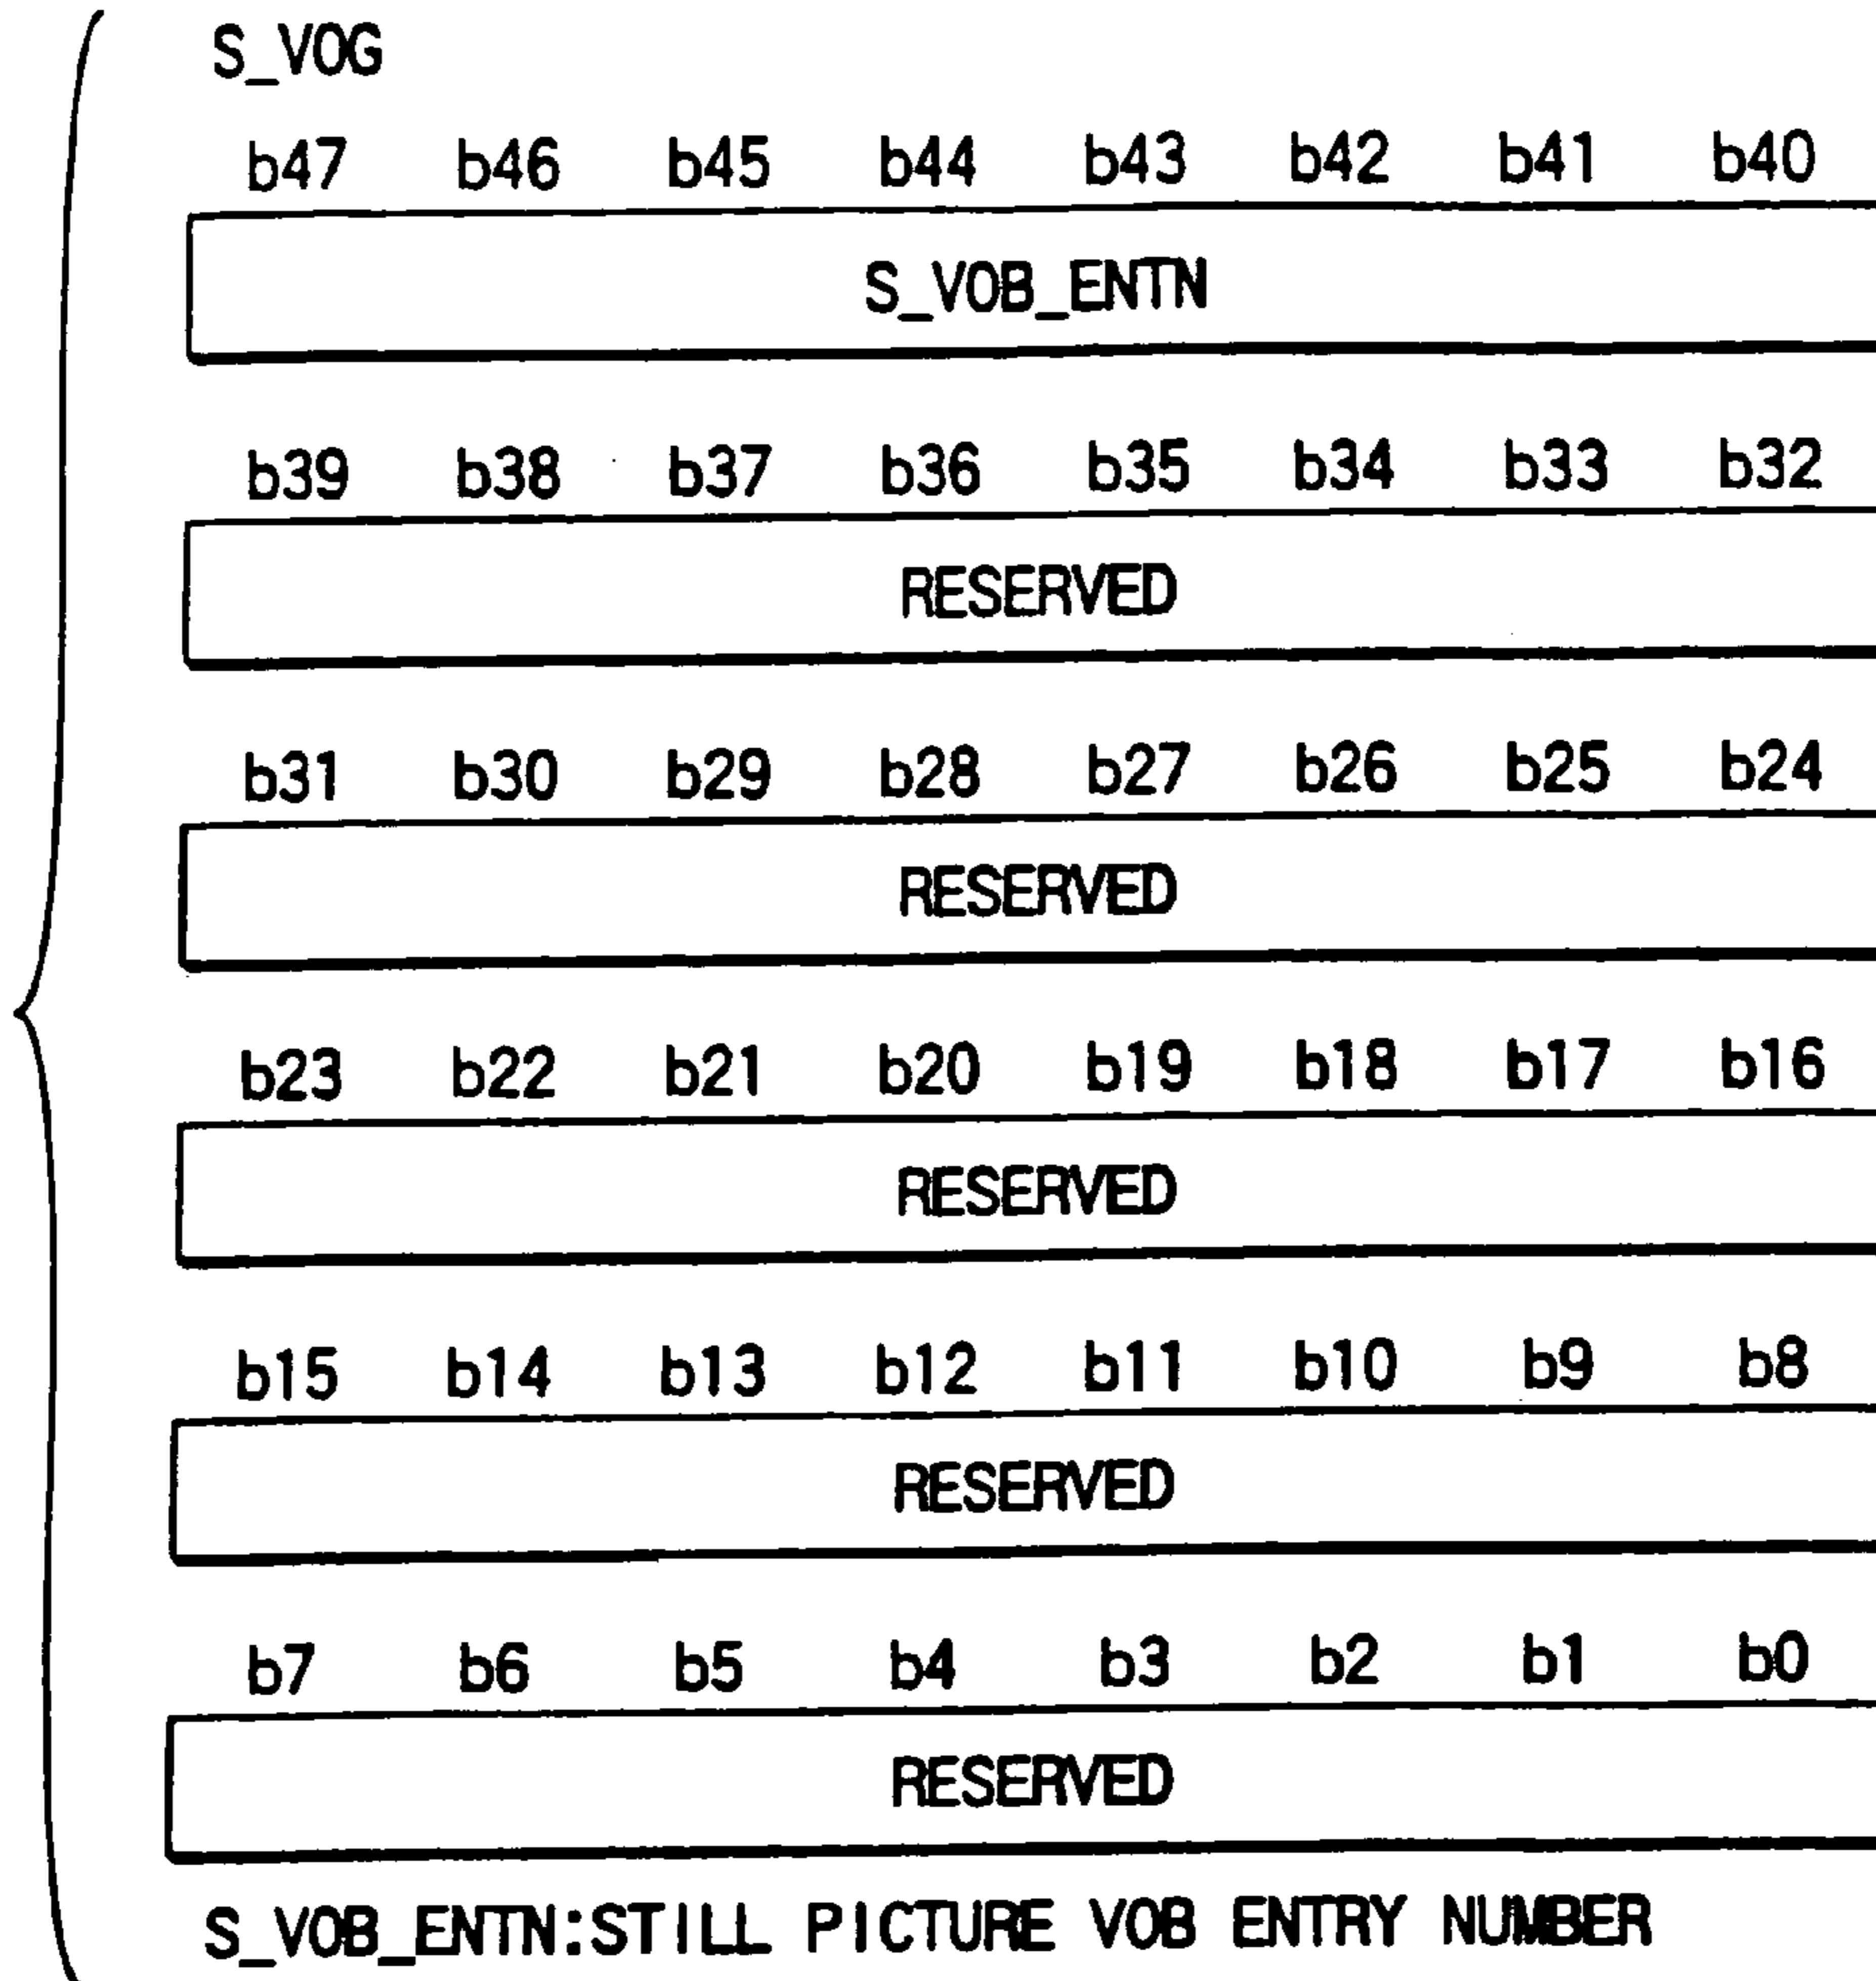 S_VOG
b47 b46 b45 b44 b43 b42 b41 b40
S_VOB_ENTN
b39 b38 b37 b36 b35 b34 b33 b32
RESERVED
b31 b30 b29 b28 b27 b26 b25 b24
RESERVED
b23 b22 b21 b20 b19 b18 b17 b16
RESERVED
b15 b14 b13 b12 b11 b10 b9 b8
RESERVED
b7 b6 b5 b4 b3 b2 b1 b0
RESERVED
S_VOB_ENTN:STILL PICTURE VOB ENTRY NUMBER